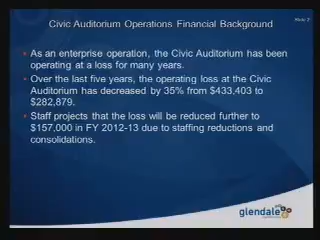 Civic Auditorium Operations Financial Background
• As an enterprise operation, the Civic Auditorium has been
operating at a loss for many years.
• Over the last five years, the operating loss at the Civic
Auditorium has decreased by 35% from $433,403 to
$282,879.
• Staff projects that the loss will be reduced further to
$157,000 in FY 2012-13 due to staffing reductions and
consolidations.
glendale